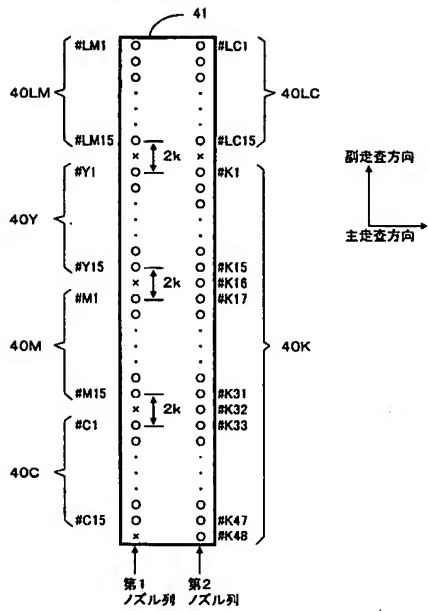 41
#LM1 #LC1
40LM 40LC
#LM15 2k #LC15
#Y1 #K1
副走査方向
40Y
主走査方向
#Y15 #K15
2k #K16
#M1 #K17
40M 40K
#M15 #K31
2k #K32
#C1 #K33
40C
#C15 #K47
#K48
第1 第2
ノズル列 ノズル列